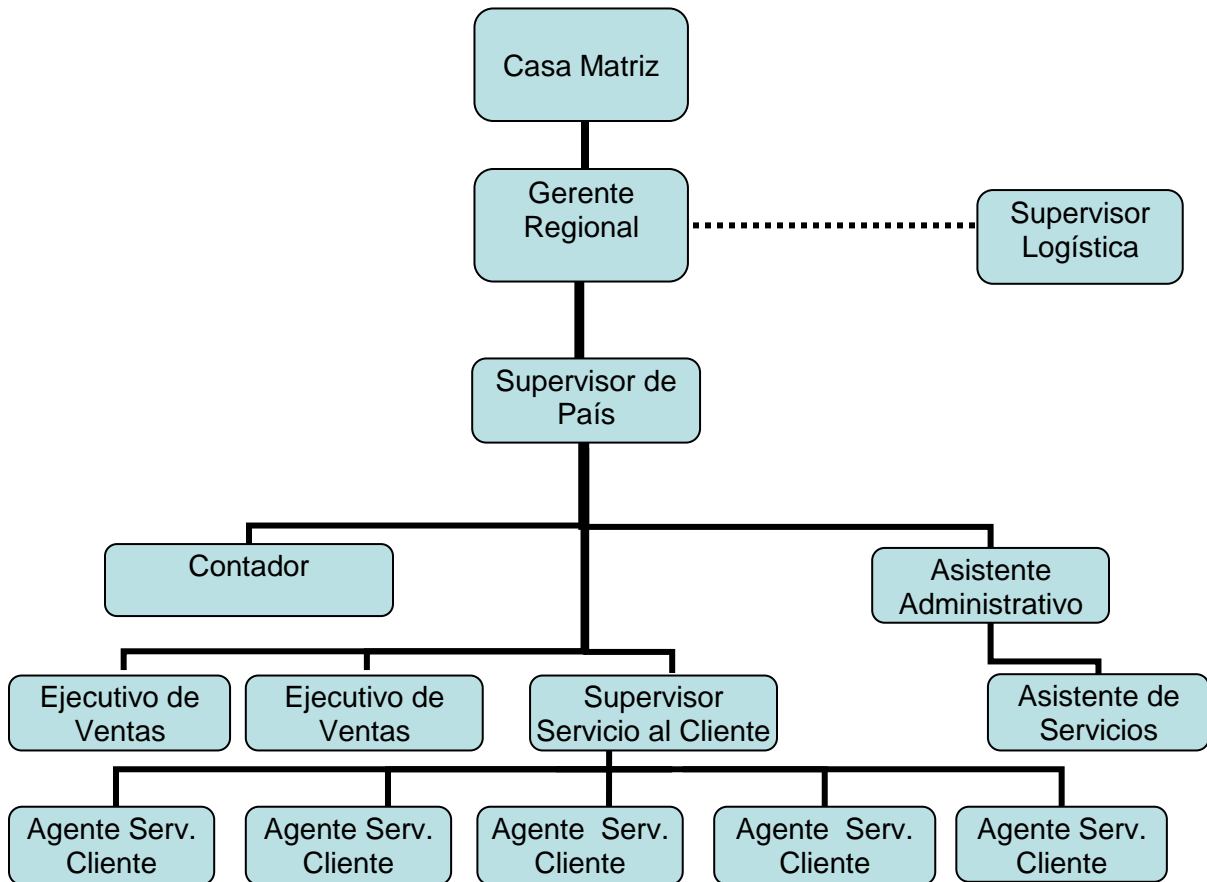 Casa Matriz
Gerente
Regional
Supervisor
Logística
Supervisor de
País
Contador
Asistente
Administrativo
Ejecutivo de
Ventas
Ejecutivo de
Ventas
Supervisor
Servicio al Cliente
Asistente de
Servicios
Agente Serv.
Cliente
Agente Serv.
Cliente
Agente  Serv.
Cliente
Agente  Serv.
Cliente
Agente Serv.
Cliente